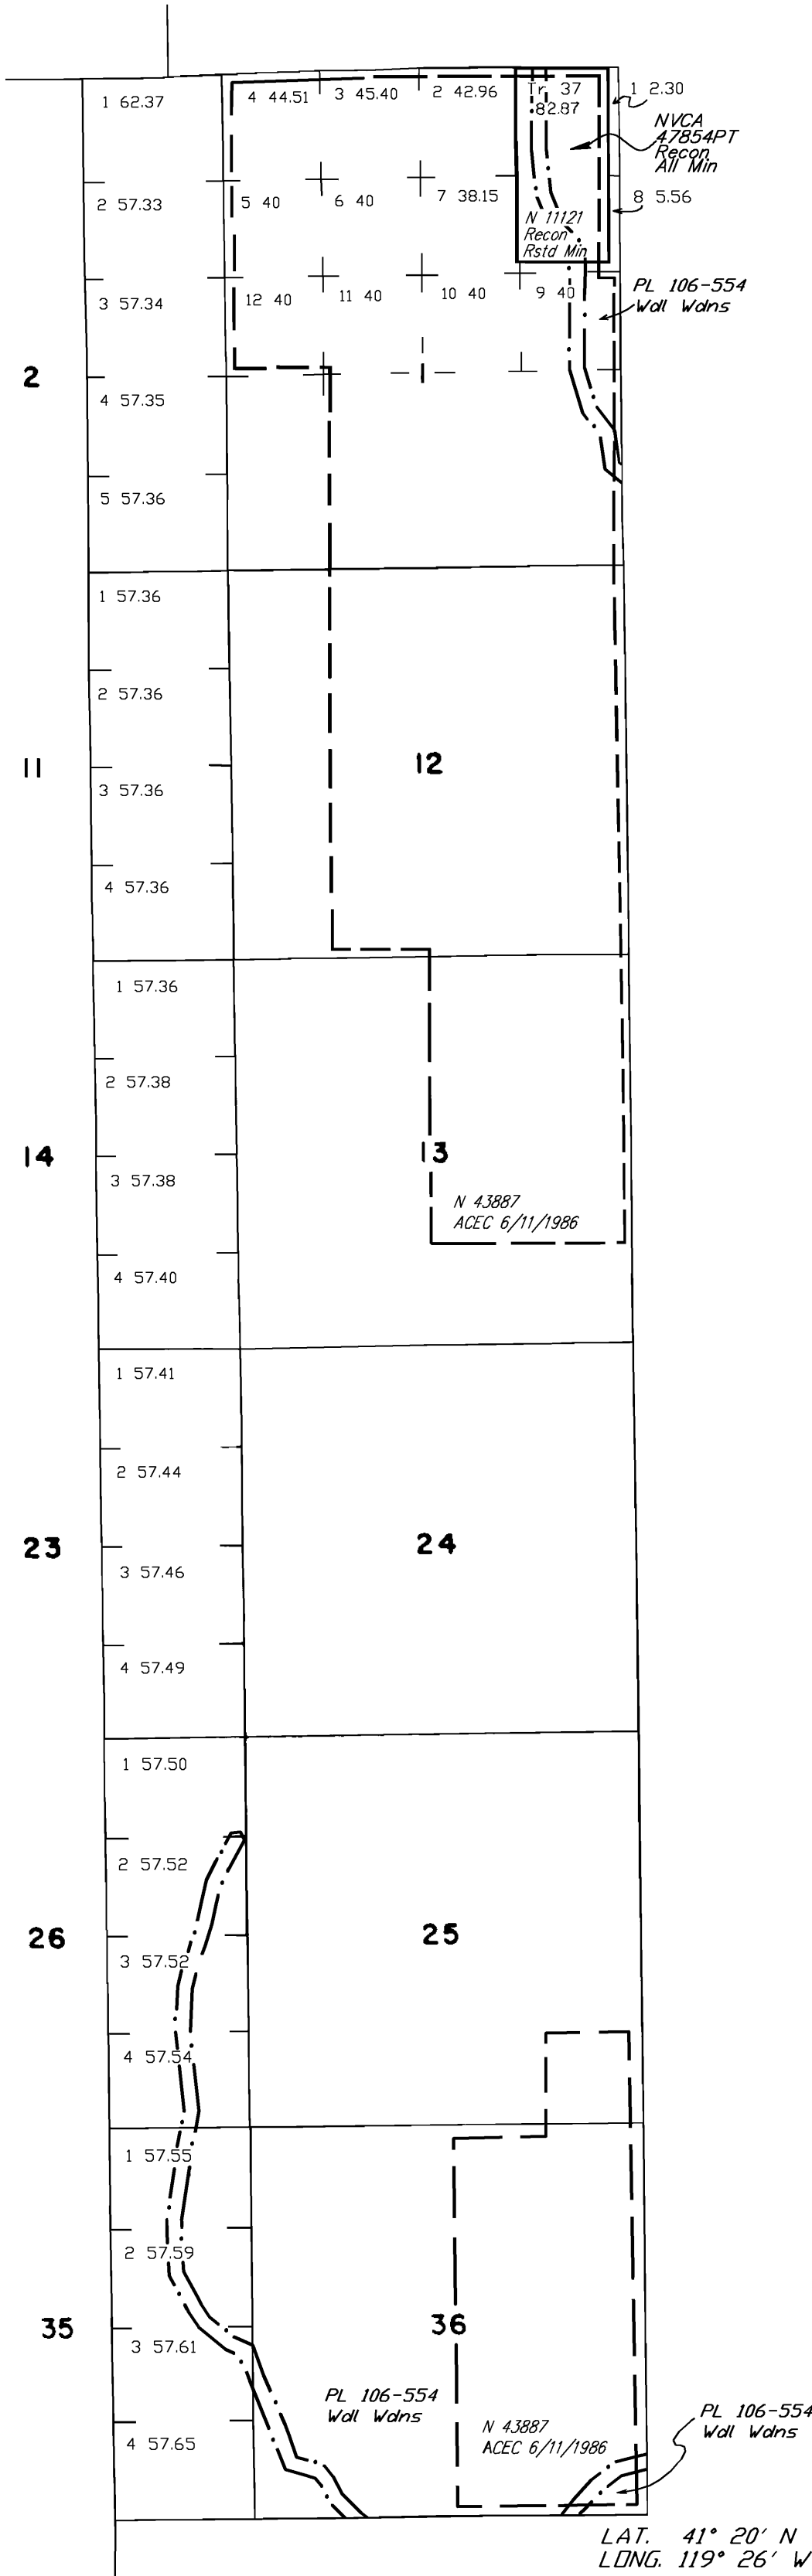 1 62.37
4 44.51
3 45.40
2 42.96
Tr. 37
82.87
1 2.30
NVCA
47854PT
Recon
All Min
2 57.33
5 40
6 40
7 38.15
8 5.56
N 11121
Recon
Rstd Min
3 57.34
12 40
11 40
10 40
9 40
PL 106-554
Wdl Wdns
2
4 57.35
5 57.36
1 57.36
2 57.36
11
12
3 57.36
4 57.36
1 57.36
2 57.38
14
13
3 57.38
N 43887
ACEC 6/11/1986
4 57.40
1 57.41
2 57.44
23
24
3 57.46
4 57.49
1 57.50
2 57.52
26
25
3 57.52
4 57.54
1 57.55
2 57.59
35
36
3 57.61
PL 106-554
Wdl Wdns
N 43887
ACEC 6/11/1986
PL 106-554
Wdl Wdns
4 57.65
LAT. 41° 20' N
LONG. 119° 26' W